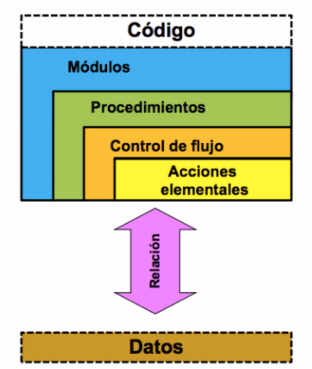 Código
Módulos
Procedimientos
Control de flujo
Acciones
elementales
Relación
Datos